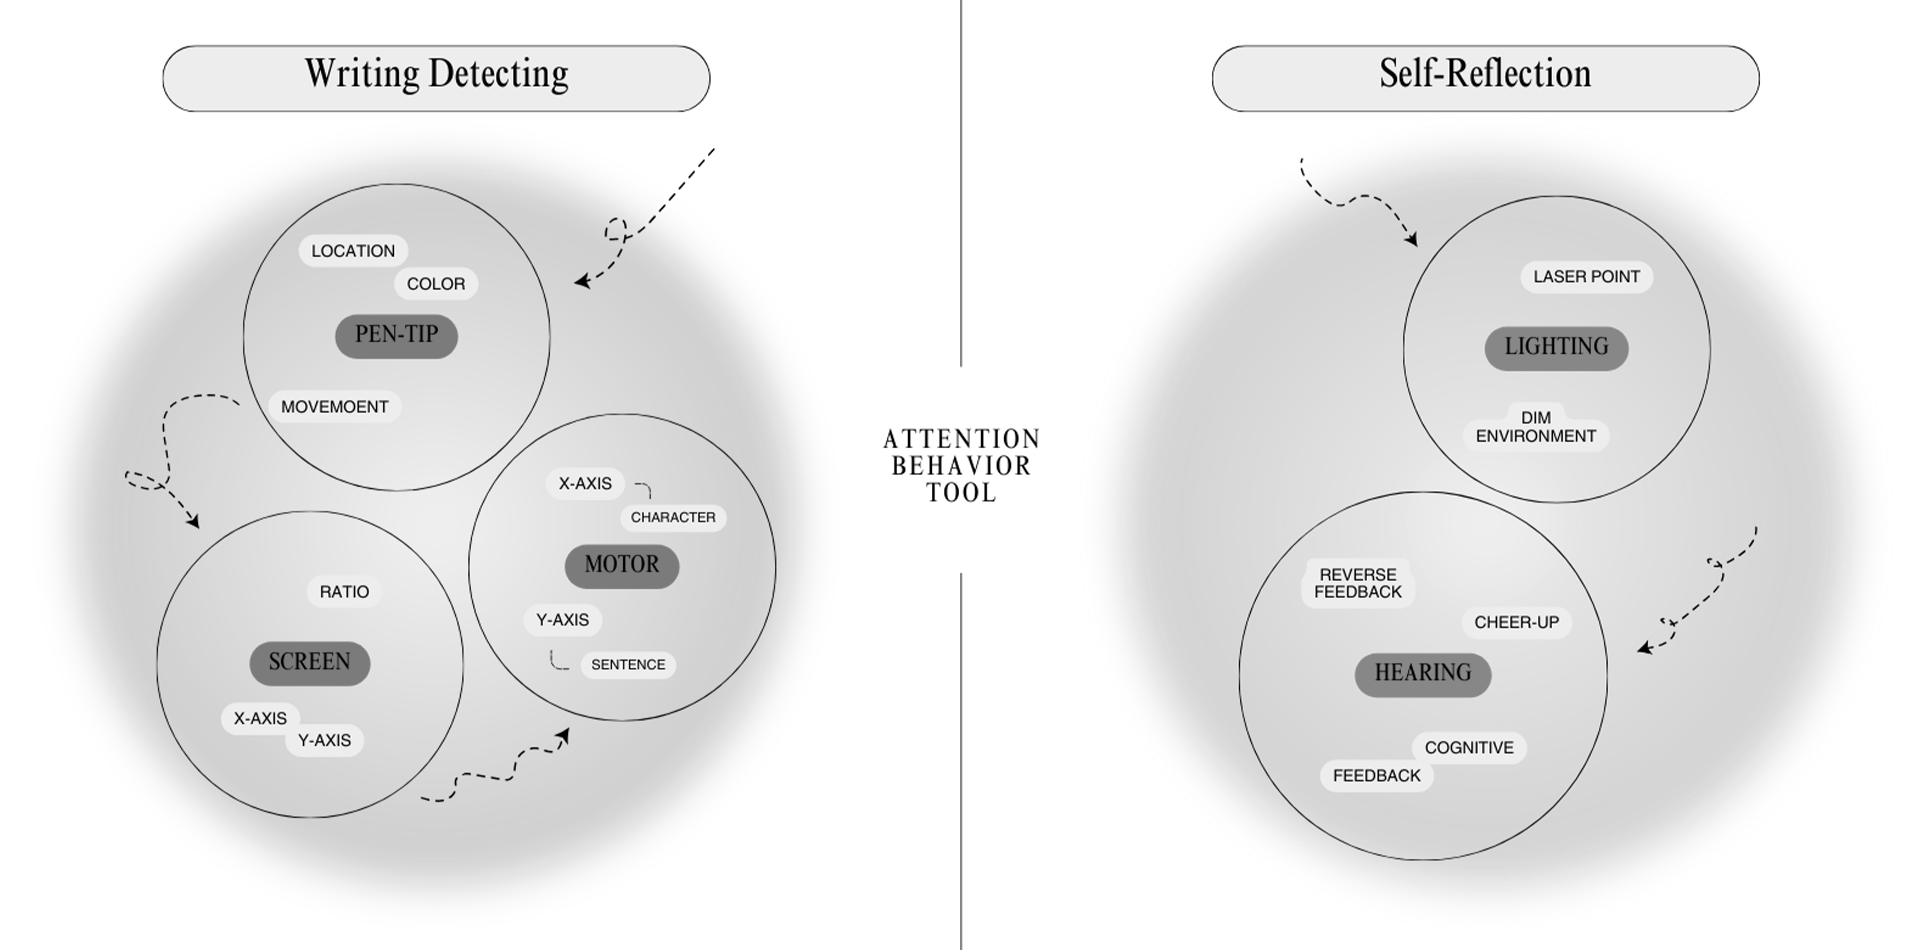 Writing Detecting
LOCATION
COLOR
PEN-TIP
MOVEMOENT
X-AXIS
CHARACTER
MOTOR
Y-AXIS
SENTENCE
RATIO
SCREEN
X-AXIS
Y-AXIS
ATTENTION
BEHAVIOR
TOOL
Self-Reflection
LASER POINT
LIGHTING
DIM
ENVIRONMENT
REVERSE
FEEDBACK
CHEER-UP
HEARING
COGNITIVE
FEEDBACK